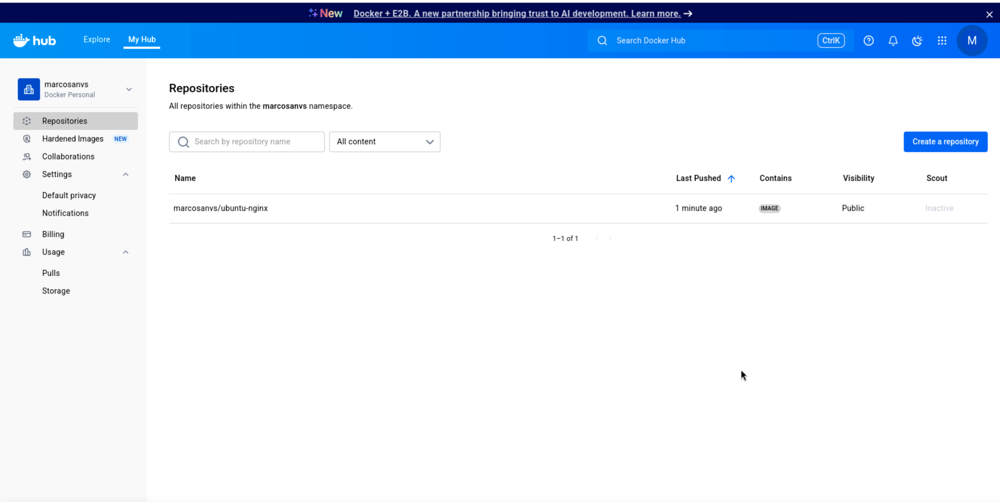 New Docker + E2B. A new partnership bringing trust to AI development. Learn more. →
hub Explore My Hub Search Docker Hub CtrlK M
marcosanvs
Docker Personal
Repositories
Hardened Images NEW
Collaborations
Settings
Default privacy
Notifications
Billing
Usage
Pulls
Storage
Repositories
All repositories within the marcosanvs namespace.
Search by repository name All content Create a repository
Name Last Pushed Contains Visibility Scout
marcosanvs/ubuntu-nginx 1 minute ago IMAGE Public Inactive
1–1 of 1